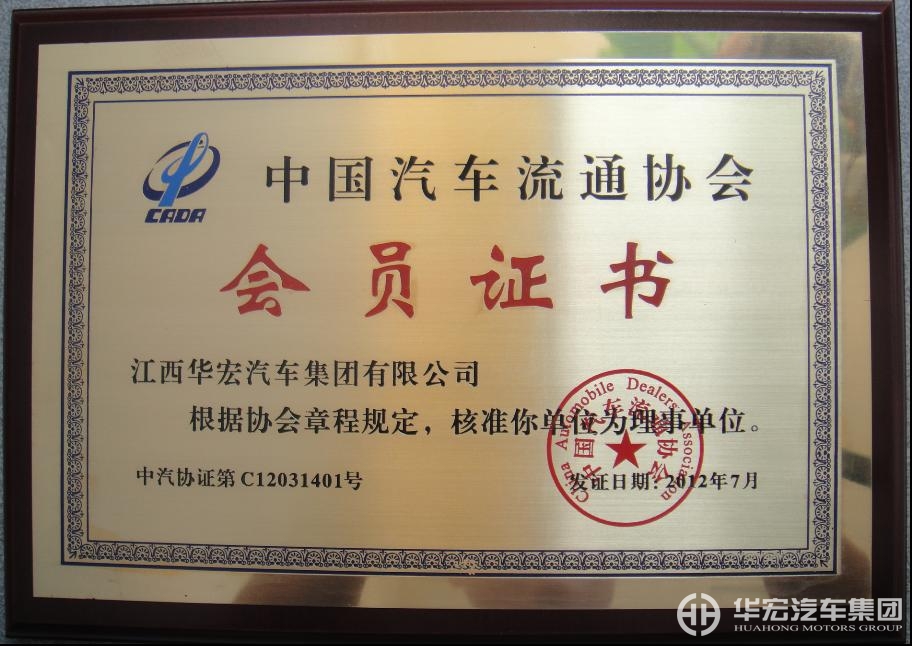 CADA
中国汽车流通协会
会员证书
江西华宏汽车集团有限公司
根据协会章程规定，核准你单位为理事单位。
中汽协证第C12031401号
发证日期：2012年7月
China Automobile Dealers Association
中国汽车流通协会
华宏汽车集团
HUAHONG MOTORS GROUP